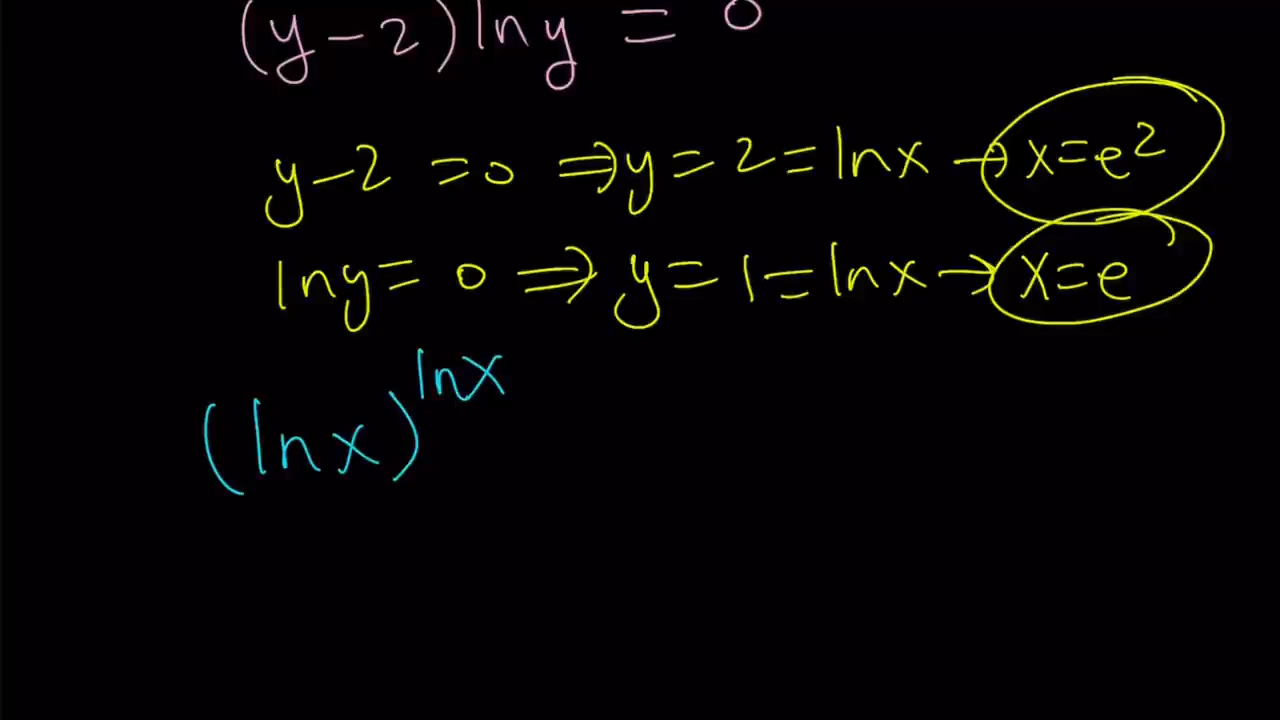 (y-2) ln y = 0
y-2 = 0 ⇒ y = 2 = ln x → x = e²
ln y = 0 ⇒ y = 1 = ln x → x = e
(ln x)^ln x